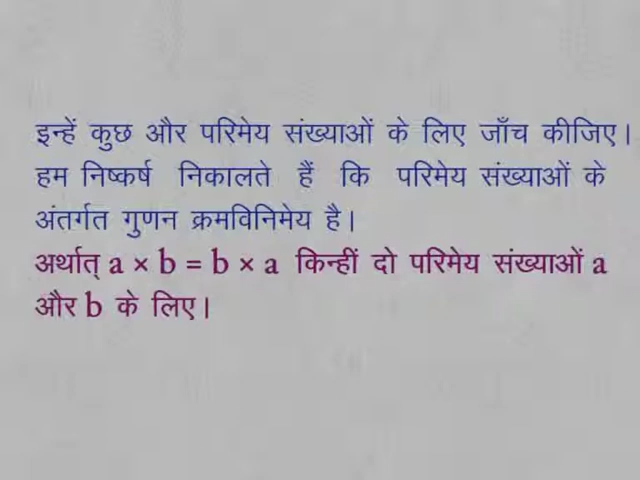 इन्हें कुछ और परिमेय संख्याओं के लिए जाँच कीजिए।
हम निष्कर्ष निकालते हैं कि परिमेय संख्याओं के
अंतर्गत गुणन क्रमविनिमेय है।
अर्थात् a × b = b × a किन्हीं दो परिमेय संख्याओं a
और b के लिए।